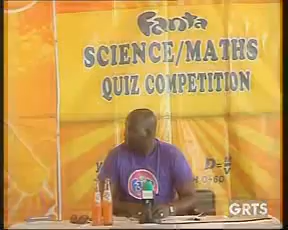 Fanta
SCIENCE/MATHS
QUIZ COMPETITION
D=M
V
GRTS